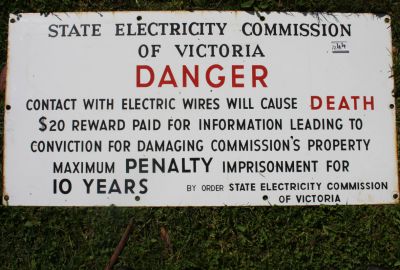 STATE ELECTRICITY COMMISSION
OF VICTORIA
DANGER
CONTACT WITH ELECTRIC WIRES WILL CAUSE DEATH
$20 REWARD PAID FOR INFORMATION LEADING TO
CONVICTION FOR DAMAGING COMMISSION'S PROPERTY
MAXIMUM PENALTY IMPRISONMENT FOR
10 YEARS BY ORDER STATE ELECTRICITY COMMISSION
OF VICTORIA